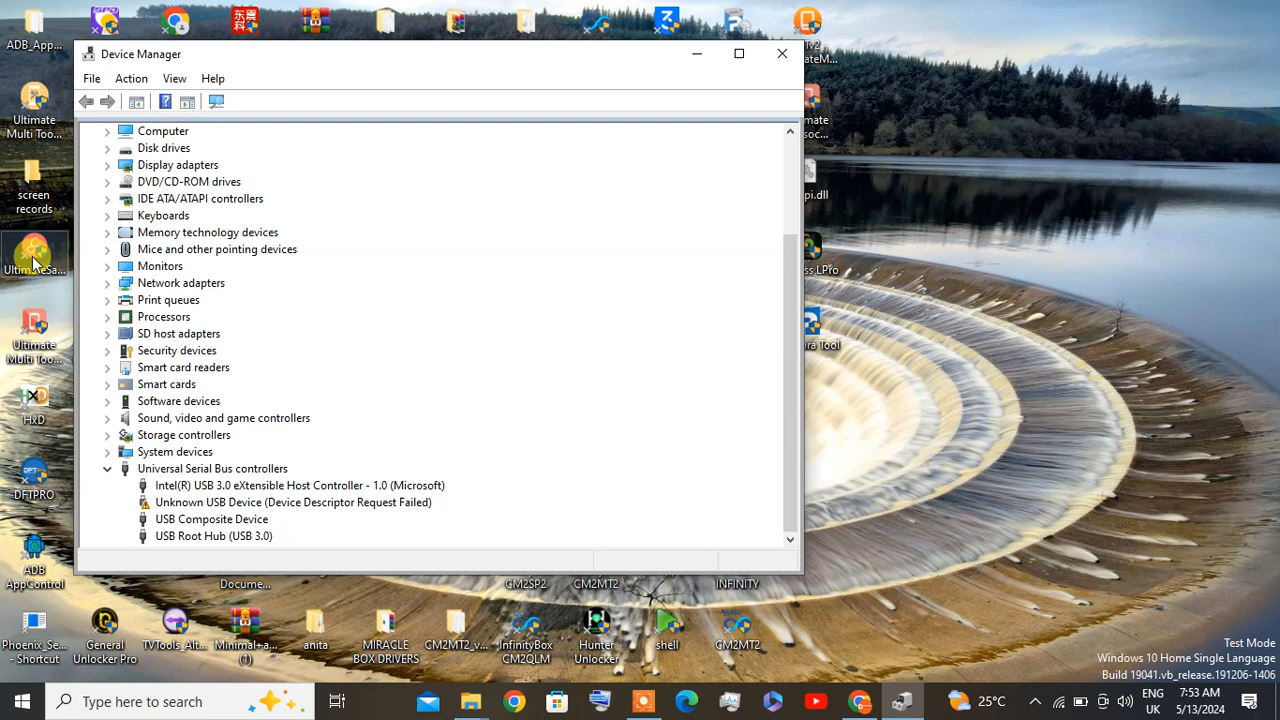 ADB_App...
Ultimate
Multi Too...
screen
records
UltimateSa...
Ultimate
Multi Too...
HxD
DFTPRO
ADB
AppControl
Device Manager
File Action View Help
Computer
Disk drives
Display adapters
DVD/CD-ROM drives
IDE ATA/ATAPI controllers
Keyboards
Memory technology devices
Mice and other pointing devices
Monitors
Network adapters
Print queues
Processors
SD host adapters
Security devices
Smart card readers
Smart cards
Software devices
Sound, video and game controllers
Storage controllers
System devices
Universal Serial Bus controllers
Intel(R) USB 3.0 eXtensible Host Controller - 1.0 (Microsoft)
Unknown USB Device (Device Descriptor Request Failed)
USB Composite Device
USB Root Hub (USB 3.0)
Docume...
CM2SP2
CM2MT2
INFINITY
Phoenix_Se...
- Shortcut
General
Unlocker Pro
TVTools_Alt...
Minimal+a...
(1)
anita
MIRACLE
BOX DRIVERS
CM2MT2_v...
InfinityBox
CM2QLM
Hunter
Unlocker
shell
CM2MT2
Test Mode
Windows 10 Home Single Language
Build 19041.vb_release.191206-1406
Type here to search
25°C
ENG
UK
7:53 AM
5/13/2024